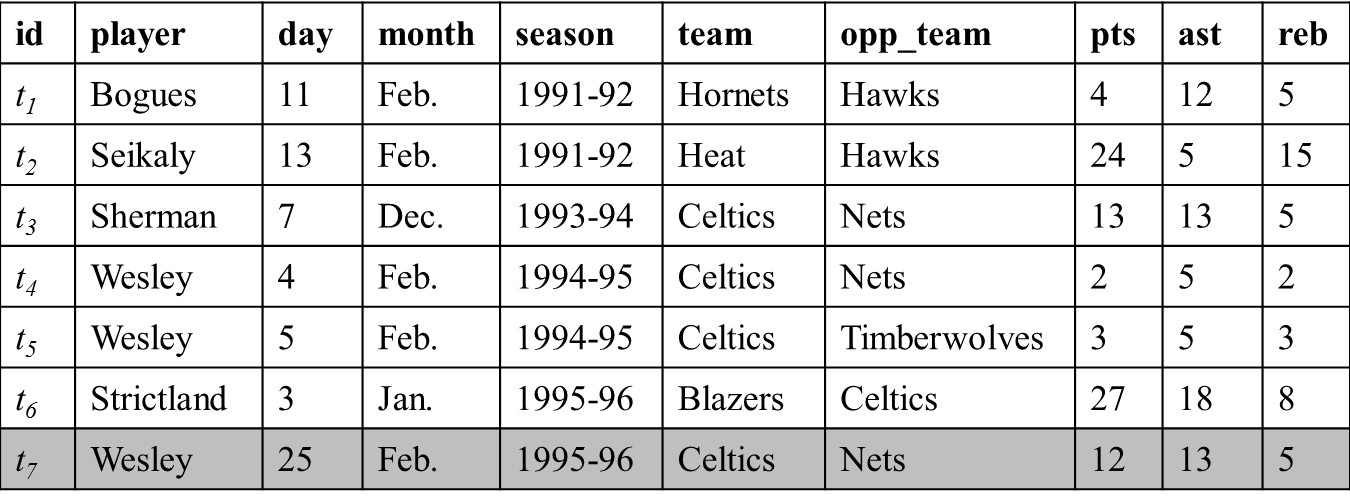 id player day month season team opp_team pts ast reb
t1 Bogues 11 Feb. 1991-92 Hornets Hawks 4 12 5
t2 Seikaly 13 Feb. 1991-92 Heat Hawks 24 5 15
t3 Sherman 7 Dec. 1993-94 Celtics Nets 13 13 5
t4 Wesley 4 Feb. 1994-95 Celtics Nets 2 5 2
t5 Wesley 5 Feb. 1994-95 Celtics Timberwolves 3 5 3
t6 Strictland 3 Jan. 1995-96 Blazers Celtics 27 18 8
t7 Wesley 25 Feb. 1995-96 Celtics Nets 12 13 5